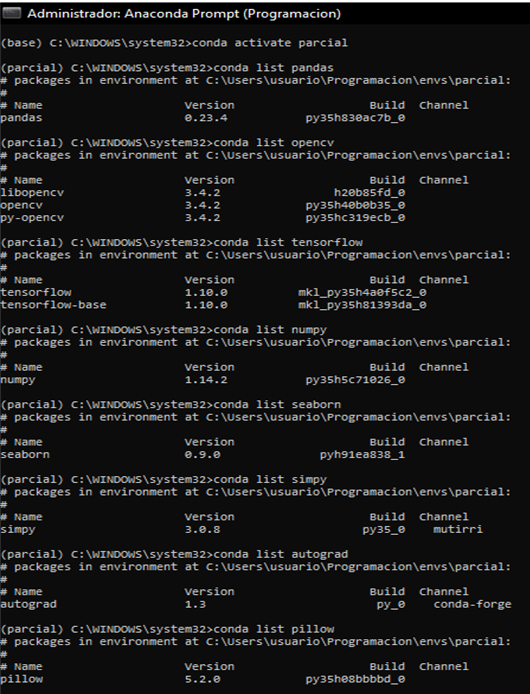 Administrador: Anaconda Prompt (Programacion)
(base) C:\WINDOWS\system32>conda activate parcial
(parcial) C:\WINDOWS\system32>conda list pandas
# packages in environment at C:\Users\usuario\Programacion\envs\parcial:
#
# Name Version Build Channel
pandas 0.23.4 py35h830ac7b_0
(parcial) C:\WINDOWS\system32>conda list opencv
# packages in environment at C:\Users\usuario\Programacion\envs\parcial:
#
# Name Version Build Channel
libopencv 3.4.2 h20b85fd_0
opencv 3.4.2 py35h40b0b35_0
py-opencv 3.4.2 py35hc319ecb_0
(parcial) C:\WINDOWS\system32>conda list tensorflow
# packages in environment at C:\Users\usuario\Programacion\envs\parcial:
#
# Name Version Build Channel
tensorflow 1.10.0 mkl_py35h4a0f5c2_0
tensorflow-base 1.10.0 mkl_py35h81393da_0
(parcial) C:\WINDOWS\system32>conda list numpy
# packages in environment at C:\Users\usuario\Programacion\envs\parcial:
#
# Name Version Build Channel
numpy 1.14.2 py35h5c71026_0
(parcial) C:\WINDOWS\system32>conda list seaborn
# packages in environment at C:\Users\usuario\Programacion\envs\parcial:
#
# Name Version Build Channel
seaborn 0.9.0 pyh91ea838_1
(parcial) C:\WINDOWS\system32>conda list simpy
# packages in environment at C:\Users\usuario\Programacion\envs\parcial:
#
# Name Version Build Channel
simpy 3.0.8 py35_0 mutirri
(parcial) C:\WINDOWS\system32>conda list autograd
# packages in environment at C:\Users\usuario\Programacion\envs\parcial:
#
# Name Version Build Channel
autograd 1.3 py_0 conda-forge
(parcial) C:\WINDOWS\system32>conda list pillow
# packages in environment at C:\Users\usuario\Programacion\envs\parcial:
#
# Name Version Build Channel
pillow 5.2.0 py35h08bbbbd_0